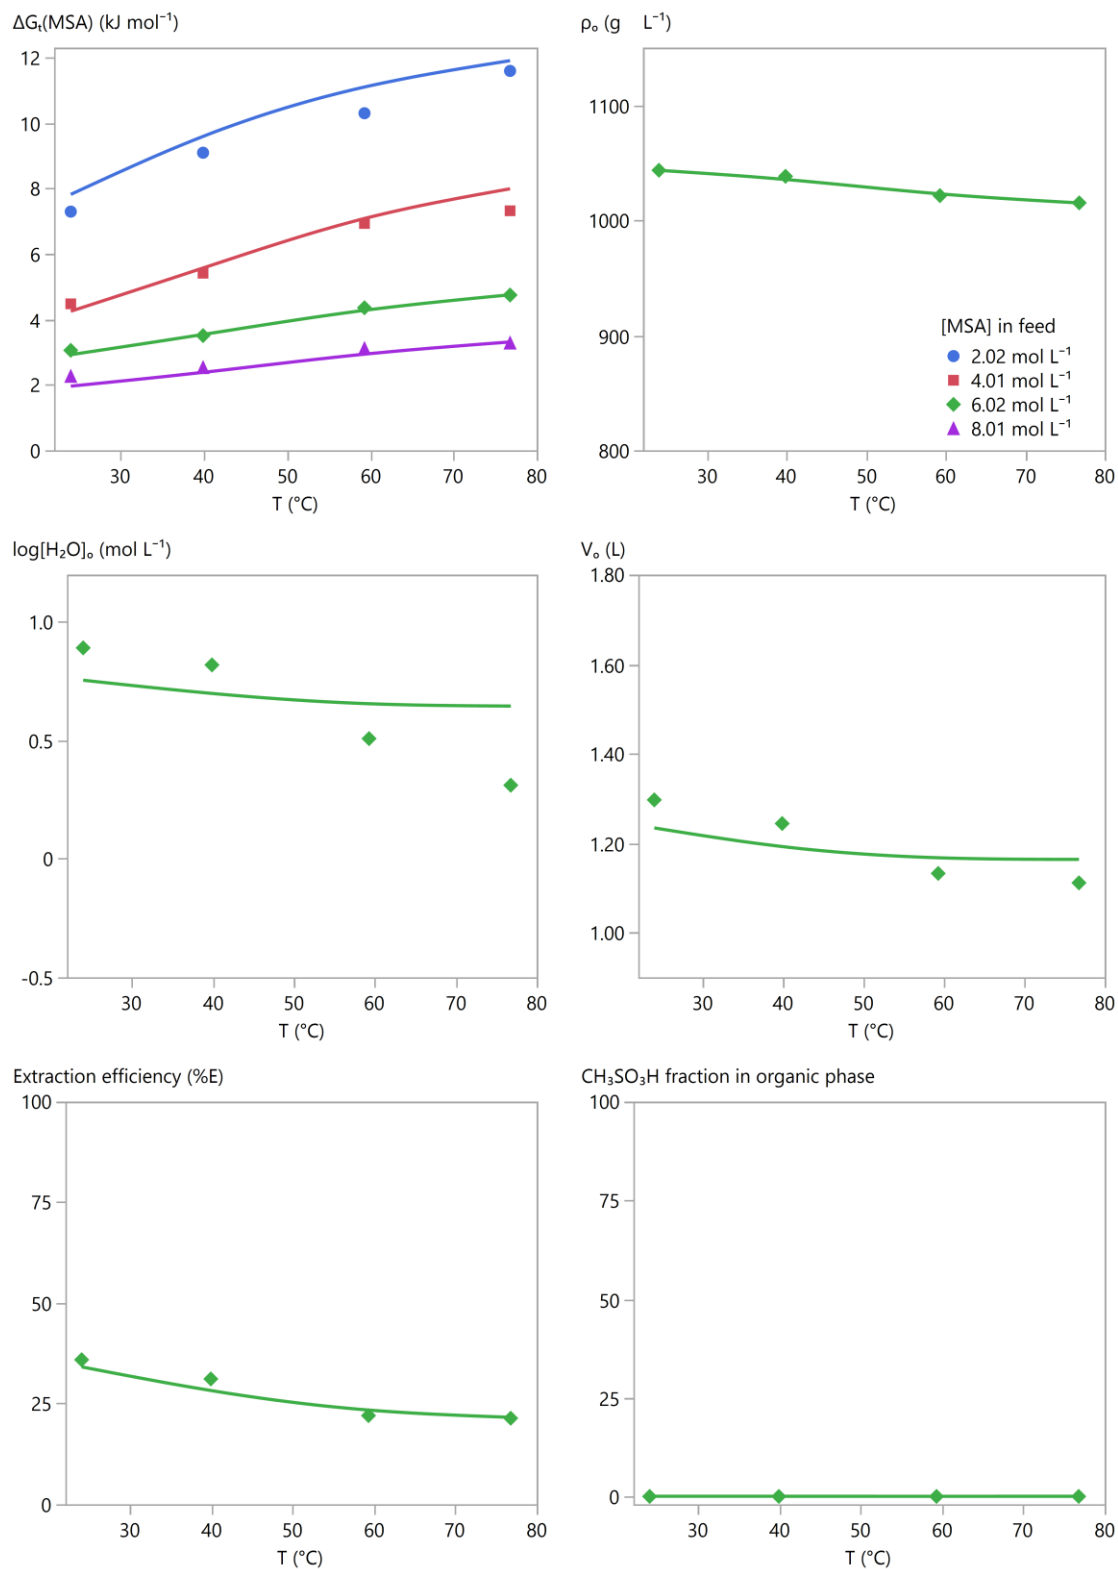 ΔGₜ(MSA) (kJ mol⁻¹)
12
10
8
6
4
2
0
30 40 50 60 70 80
T (°C)
ρₒ (g L⁻¹)
1100
1000
900
800
[MSA] in feed
2.02 mol L⁻¹
4.01 mol L⁻¹
6.02 mol L⁻¹
8.01 mol L⁻¹
30 40 50 60 70 80
T (°C)
log[H₂O]ₒ (mol L⁻¹)
1.0
0.5
0
-0.5
30 40 50 60 70 80
T (°C)
Vₒ (L)
1.80
1.60
1.40
1.20
1.00
30 40 50 60 70 80
T (°C)
Extraction efficiency (%E)
100
75
50
25
0
30 40 50 60 70 80
T (°C)
CH₃SO₃H fraction in organic phase
100
75
50
25
0
30 40 50 60 70 80
T (°C)